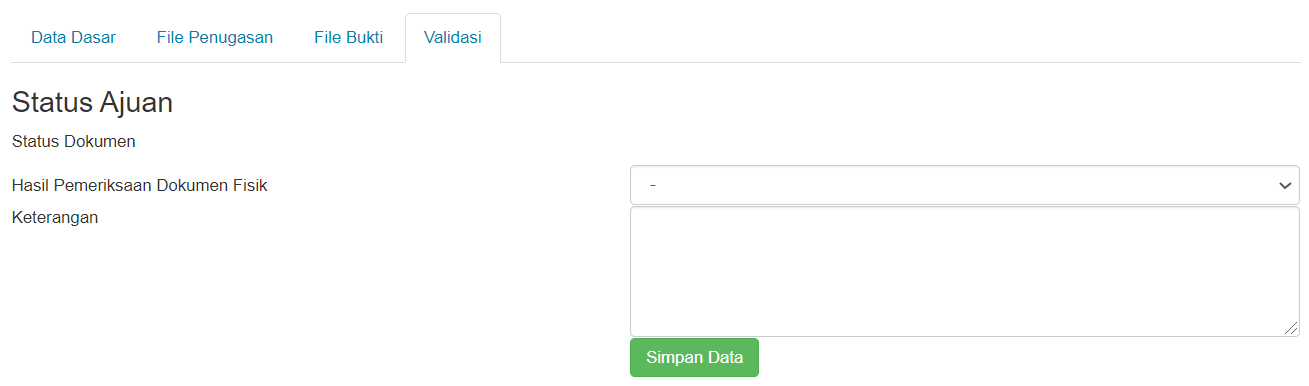 Data Dasar File Penugasan File Bukti Validasi
Status Ajuan
Status Dokumen
Hasil Pemeriksaan Dokumen Fisik -
Keterangan
Simpan Data